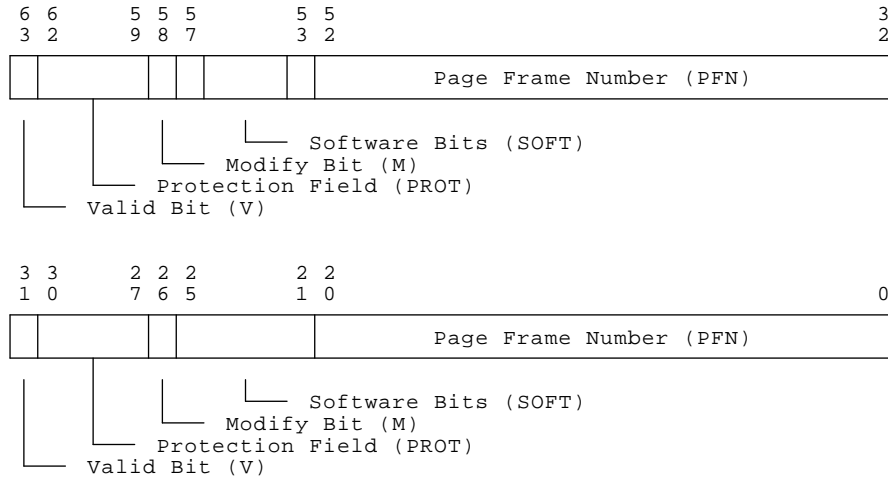 6 6 5 5 5 5 5 3
3 2 9 8 7 3 2 2
Page Frame Number (PFN)
Software Bits (SOFT)
Modify Bit (M)
Protection Field (PROT)
Valid Bit (V)
3 3 2 2 2 2 2
1 0 7 6 5 1 0 0
Page Frame Number (PFN)
Software Bits (SOFT)
Modify Bit (M)
Protection Field (PROT)
Valid Bit (V)